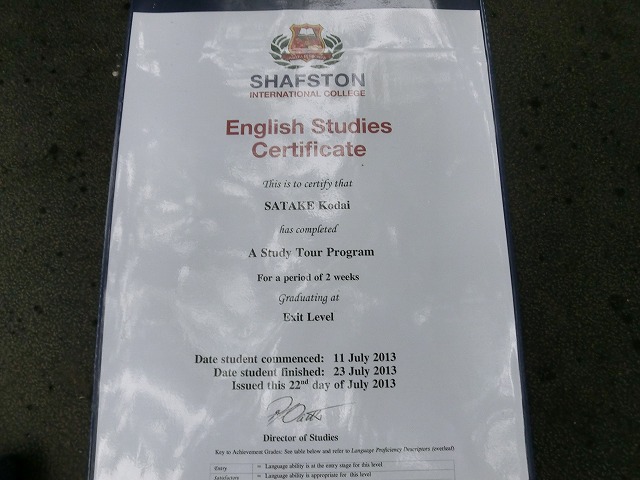 SHAFSTON
INTERNATIONAL COLLEGE
English Studies
Certificate
This is to certify that
SATAKE Kodai
has completed
A Study Tour Program
For a period of 2 weeks
Graduating at
Exit Level
Date student commenced: 11 July 2013
Date student finished: 23 July 2013
Issued this 22nd day of July 2013
Director of Studies
Key to Achievement Grades: See table below and refer to Language Proficiency Descriptors (overleaf)
Entry = Language ability is at the entry stage for this level
Satisfactory = Language ability is appropriate for this level